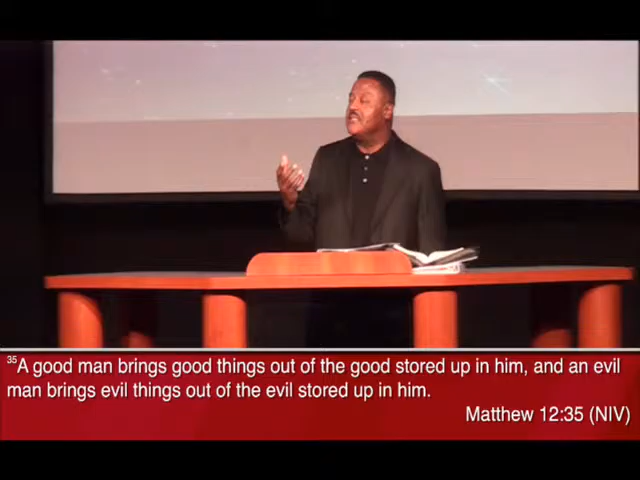 35A good man brings good things out of the good stored up in him, and an evil
man brings evil things out of the evil stored up in him.
Matthew 12:35 (NIV)